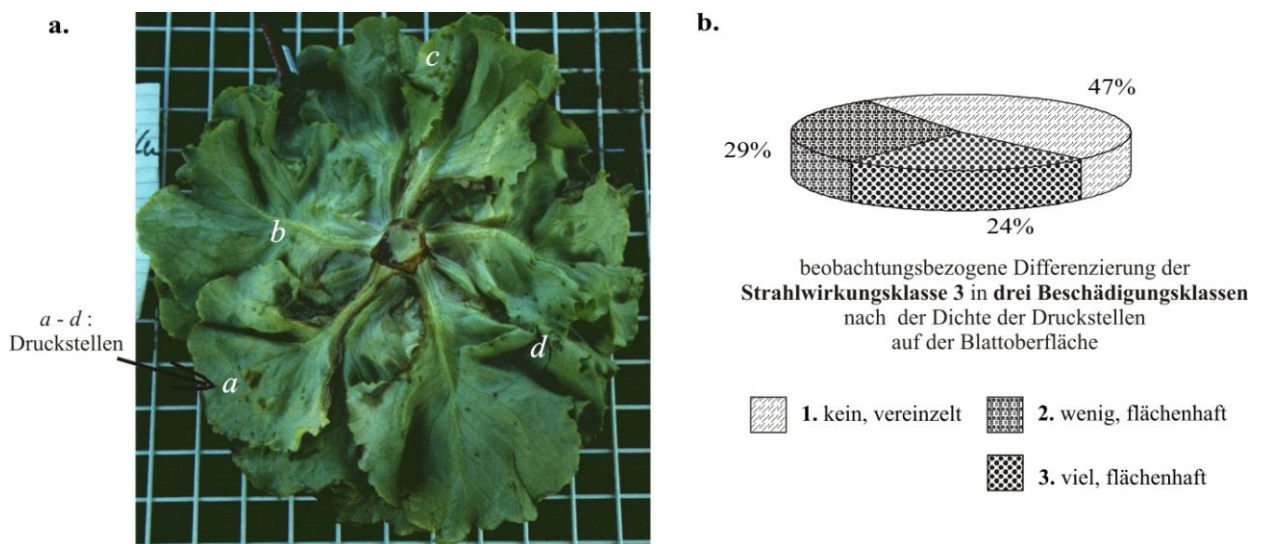 a.
c
b
a
d
a - d :
Druckstellen
b.
47%
29%
24%
beobachtungsbezogene Differenzierung der
Strahlwirkungsklasse 3 in drei Beschädigungsklassen
nach der Dichte der Druckstellen
auf der Blattoberfläche
1. kein, vereinzelt
2. wenig, flächenhaft
3. viel, flächenhaft